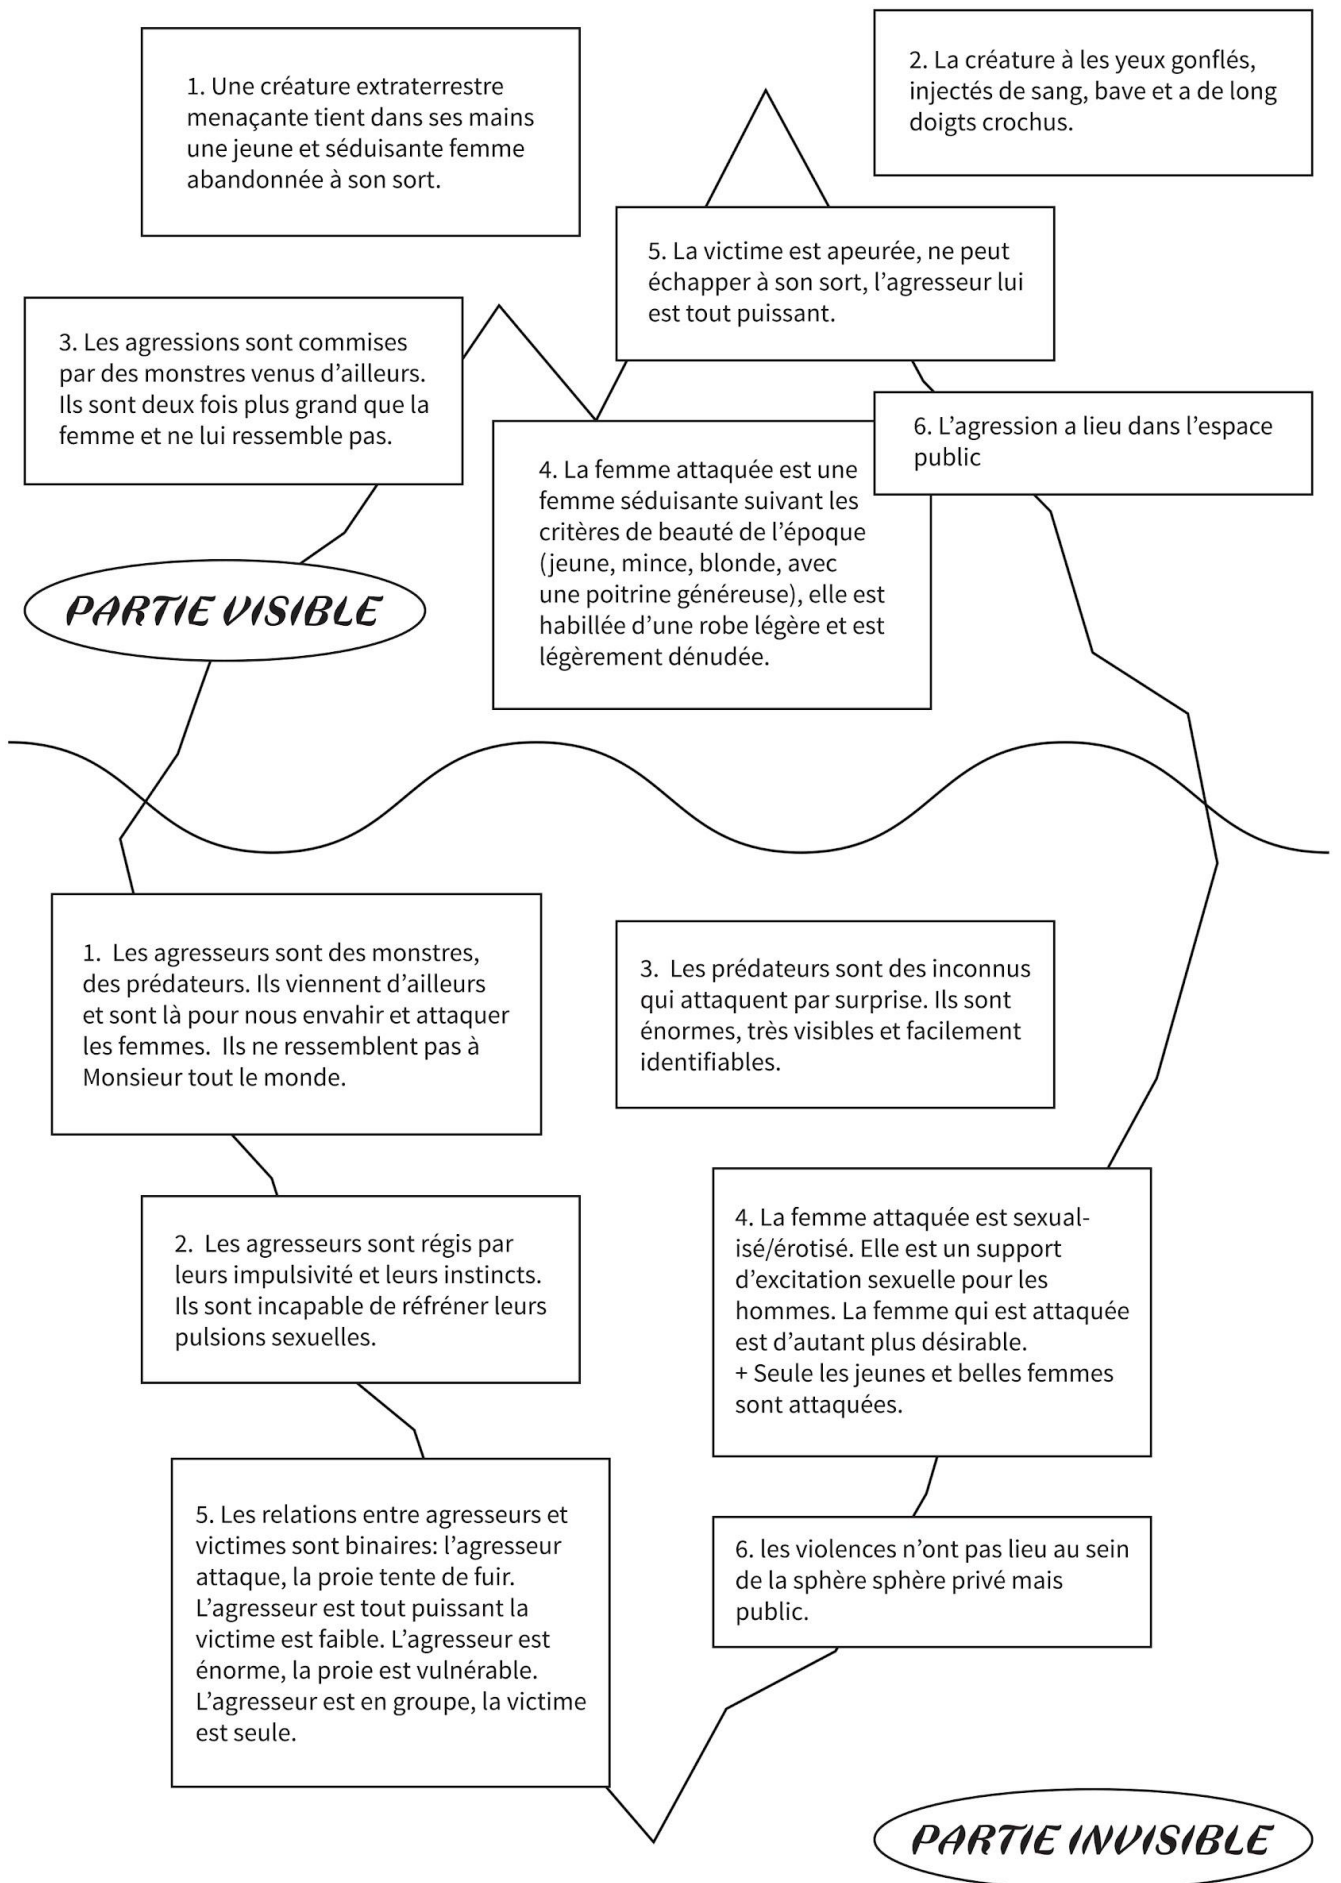 1. Une créature extraterrestre
menaçante tient dans ses mains
une jeune et séduisante femme
abandonnée à son sort.
2. La créature à les yeux gonflés,
injectés de sang, bave et a de long
doigts crochus.
5. La victime est apeurée, ne peut
échapper à son sort, l’agresseur lui
est tout puissant.
3. Les agressions sont commises
par des monstres venus d’ailleurs.
Ils sont deux fois plus grand que la
femme et ne lui ressemble pas.
6. L’agression a lieu dans l’espace
public
4. La femme attaquée est une
femme séduisante suivant les
critères de beauté de l’époque
(jeune, mince, blonde, avec
une poitrine généreuse), elle est
habillée d’une robe légère et est
légèrement dénudée.
PARTIE VISIBLE
1. Les agresseurs sont des monstres,
des prédateurs. Ils viennent d’ailleurs
et sont là pour nous envahir et attaquer
les femmes. Ils ne ressemblent pas à
Monsieur tout le monde.
3. Les prédateurs sont des inconnus
qui attaquent par surprise. Ils sont
énormes, très visibles et facilement
identifiables.
2. Les agresseurs sont régis par
leurs impulsivité et leurs instincts.
Ils sont incapable de réfréner leurs
pulsions sexuelles.
4. La femme attaquée est sexual-
isé/érotisé. Elle est un support
d’excitation sexuelle pour les
hommes. La femme qui est attaquée
est d’autant plus désirable.
+ Seule les jeunes et belles femmes
sont attaquées.
5. Les relations entre agresseurs et
victimes sont binaires: l’agresseur
attaque, la proie tente de fuir.
L’agresseur est tout puissant la
victime est faible. L’agresseur est
énorme, la proie est vulnérable.
L’agresseur est en groupe, la victime
est seule.
6. les violences n’ont pas lieu au sein
de la sphère sphère privé mais
public.
PARTIE INVISIBLE